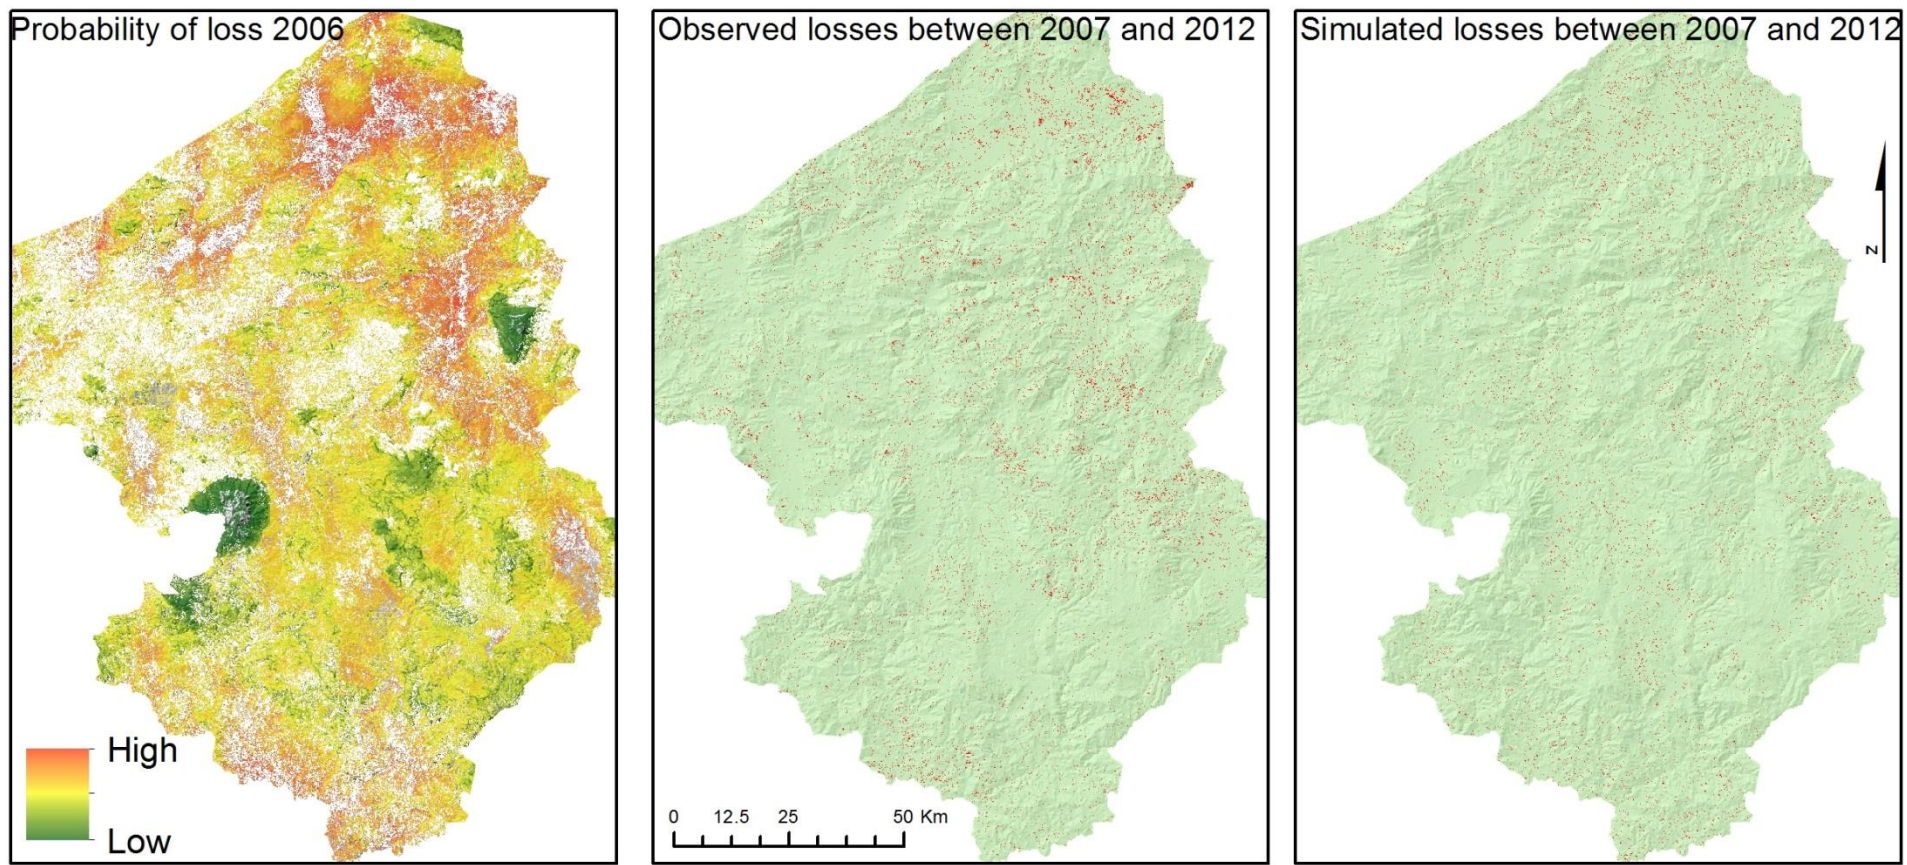 Probability of loss 2006
Observed losses between 2007 and 2012
Simulated losses between 2007 and 2012
N
High
Low
0 12.5 25 50 Km